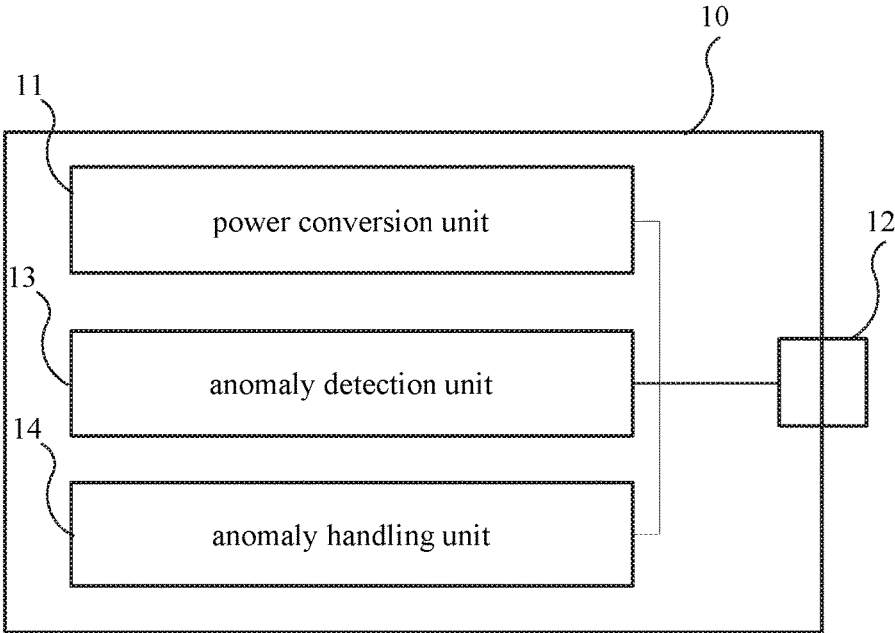 10
11
power conversion unit
12
13
anomaly detection unit
14
anomaly handling unit